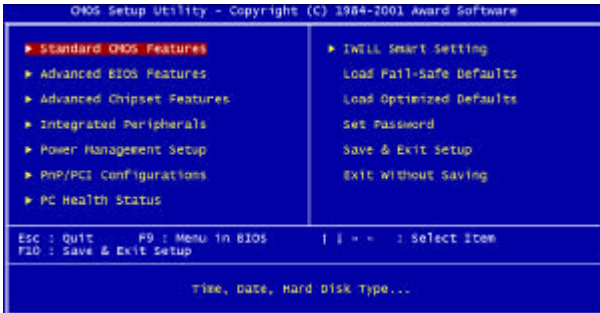 CMOS Setup Utility - Copyright (C) 1984-2001 Award Software
▶ Standard CMOS Features
▶ Advanced BIOS Features
▶ Advanced Chipset Features
▶ Integrated Peripherals
▶ Power Management Setup
▶ PnP/PCI Configurations
▶ PC Health Status
▶ IWILL Smart Setting
Load Fail-Safe Defaults
Load Optimized Defaults
Set Password
Save & Exit Setup
Exit Without Saving
Esc : Quit F9 : Menu in BIOS ↑ ↓ → ← : Select Item
F10 : Save & Exit Setup
Time, Date, Hard Disk Type...